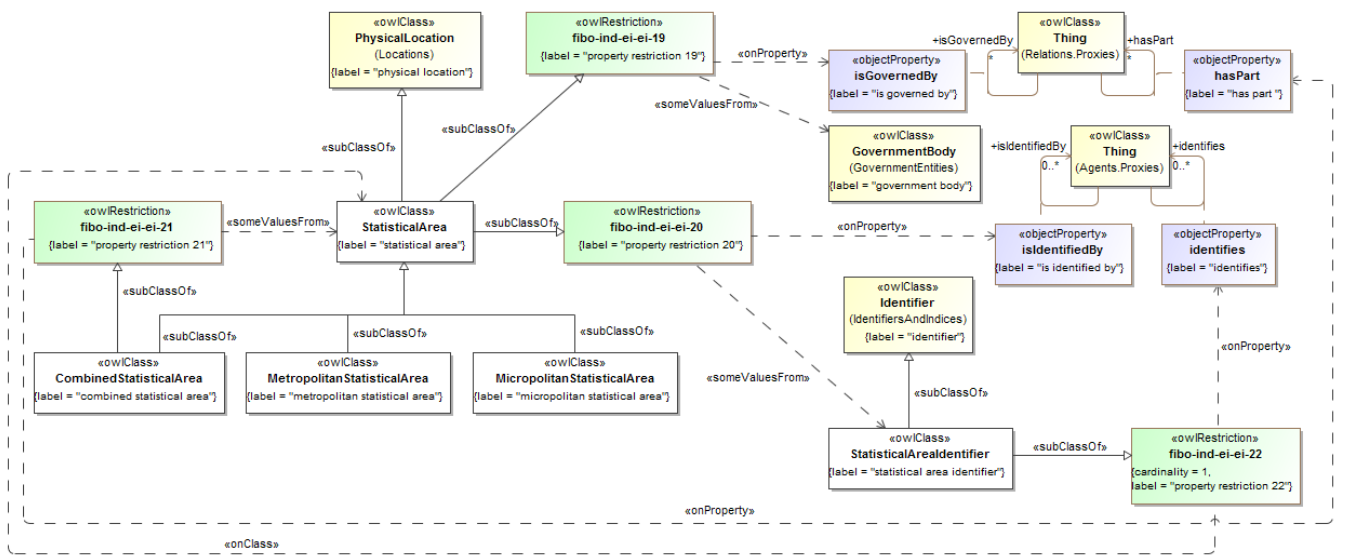 «owlClass»
PhysicalLocation
(Locations)
{label = "physical location"}
«owlRestriction»
fibo-ind-ei-ei-19
{label = "property restriction 19"}
«onProperty»
«someValuesFrom»
«objectProperty»
isGovernedBy
{label = "is governed by"}
+isGovernedBy
*
«owlClass»
Thing
(Relations.Proxies)
+hasPart
*
«objectProperty»
hasPart
{label = "has part "}
«owlClass»
GovernmentBody
(GovernmentEntities)
{label = "government body"}
+isIdentifiedBy
0..*
«owlClass»
Thing
(Agents.Proxies)
+identifies
0..*
«subClassOf»
«subClassOf»
«owlRestriction»
fibo-ind-ei-ei-21
{label = "property restriction 21"}
«someValuesFrom»
«owlClass»
StatisticalArea
{label = "statistical area"}
«subClassOf»
«owlRestriction»
fibo-ind-ei-ei-20
{label = "property restriction 20"}
«onProperty»
«objectProperty»
isIdentifiedBy
{label = "is identified by"}
«objectProperty»
identifies
{label = "identifies"}
«subClassOf»
«subClassOf»
«subClassOf»
«subClassOf»
«owlClass»
CombinedStatisticalArea
{label = "combined statistical area"}
«owlClass»
MetropolitanStatisticalArea
{label = "metropolitan statistical area"}
«owlClass»
MicropolitanStatisticalArea
{label = "micropolitan statistical area"}
«owlClass»
Identifier
(IdentifiersAndIndices)
{label = "identifier"}
«onProperty»
«someValuesFrom»
«subClassOf»
«owlClass»
StatisticalAreaIdentifier
{label = "statistical area identifier"}
«subClassOf»
«owlRestriction»
fibo-ind-ei-ei-22
{cardinality = 1,
label = "property restriction 22"}
«onProperty»
«onClass»